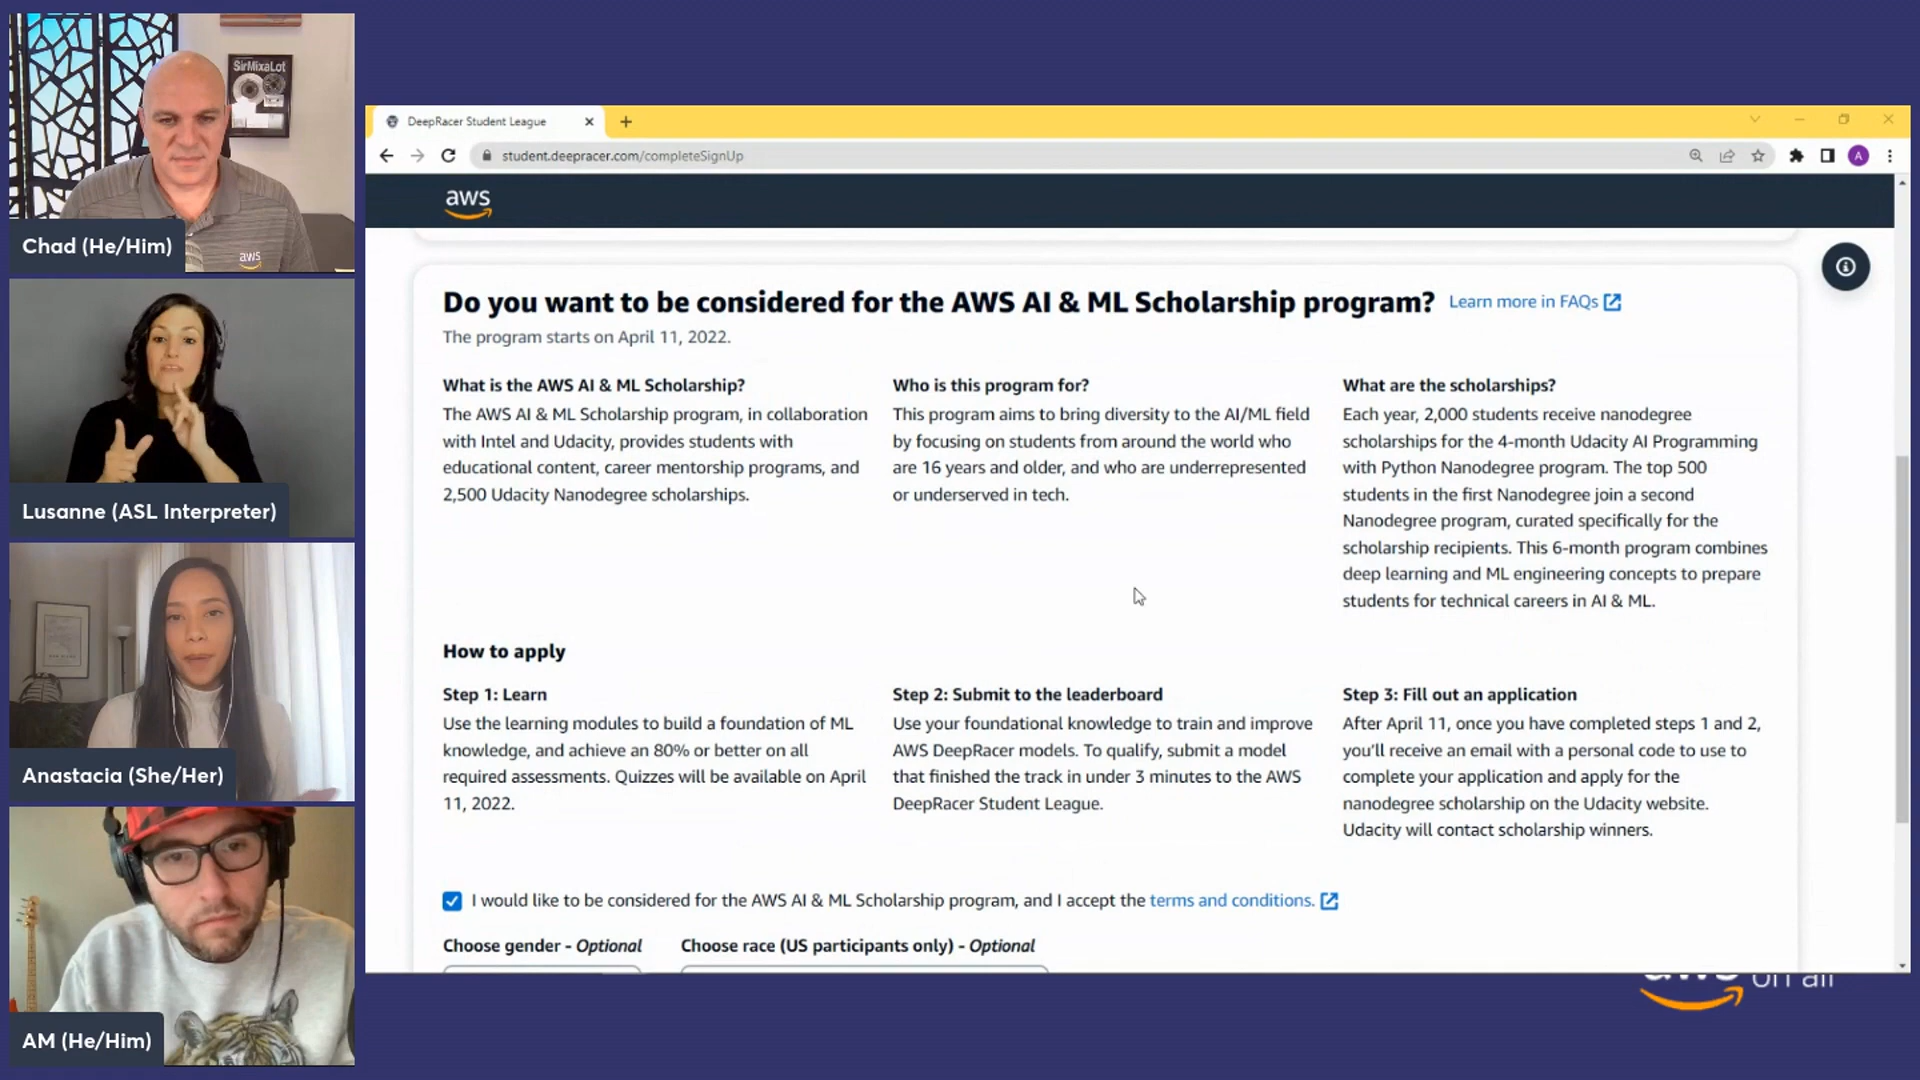 SirMixaLot
aws
Chad (He/Him)
Lusanne (ASL Interpreter)
Anastacia (She/Her)
AM (He/Him)
DeepRacer Student League
student.deepracer.com/completeSignUp
A
aws
Do you want to be considered for the AWS AI & ML Scholarship program? Learn more in FAQs
The program starts on April 11, 2022.
What is the AWS AI & ML Scholarship?
The AWS AI & ML Scholarship program, in collaboration
with Intel and Udacity, provides students with
educational content, career mentorship programs, and
2,500 Udacity Nanodegree scholarships.
Who is this program for?
This program aims to bring diversity to the AI/ML field
by focusing on students from around the world who
are 16 years and older, and who are underrepresented
or underserved in tech.
What are the scholarships?
Each year, 2,000 students receive nanodegree
scholarships for the 4-month Udacity AI Programming
with Python Nanodegree program. The top 500
students in the first Nanodegree join a second
Nanodegree program, curated specifically for the
scholarship recipients. This 6-month program combines
deep learning and ML engineering concepts to prepare
students for technical careers in AI & ML.
How to apply
Step 1: Learn
Use the learning modules to build a foundation of ML
knowledge, and achieve an 80% or better on all
required assessments. Quizzes will be available on April
11, 2022.
Step 2: Submit to the leaderboard
Use your foundational knowledge to train and improve
AWS DeepRacer models. To qualify, submit a model
that finished the track in under 3 minutes to the AWS
DeepRacer Student League.
Step 3: Fill out an application
After April 11, once you have completed steps 1 and 2,
you'll receive an email with a personal code to use to
complete your application and apply for the
nanodegree scholarship on the Udacity website.
Udacity will contact scholarship winners.
I would like to be considered for the AWS AI & ML Scholarship program, and I accept the terms and conditions.
Choose gender - Optional
Choose race (US participants only) - Optional
aws on air